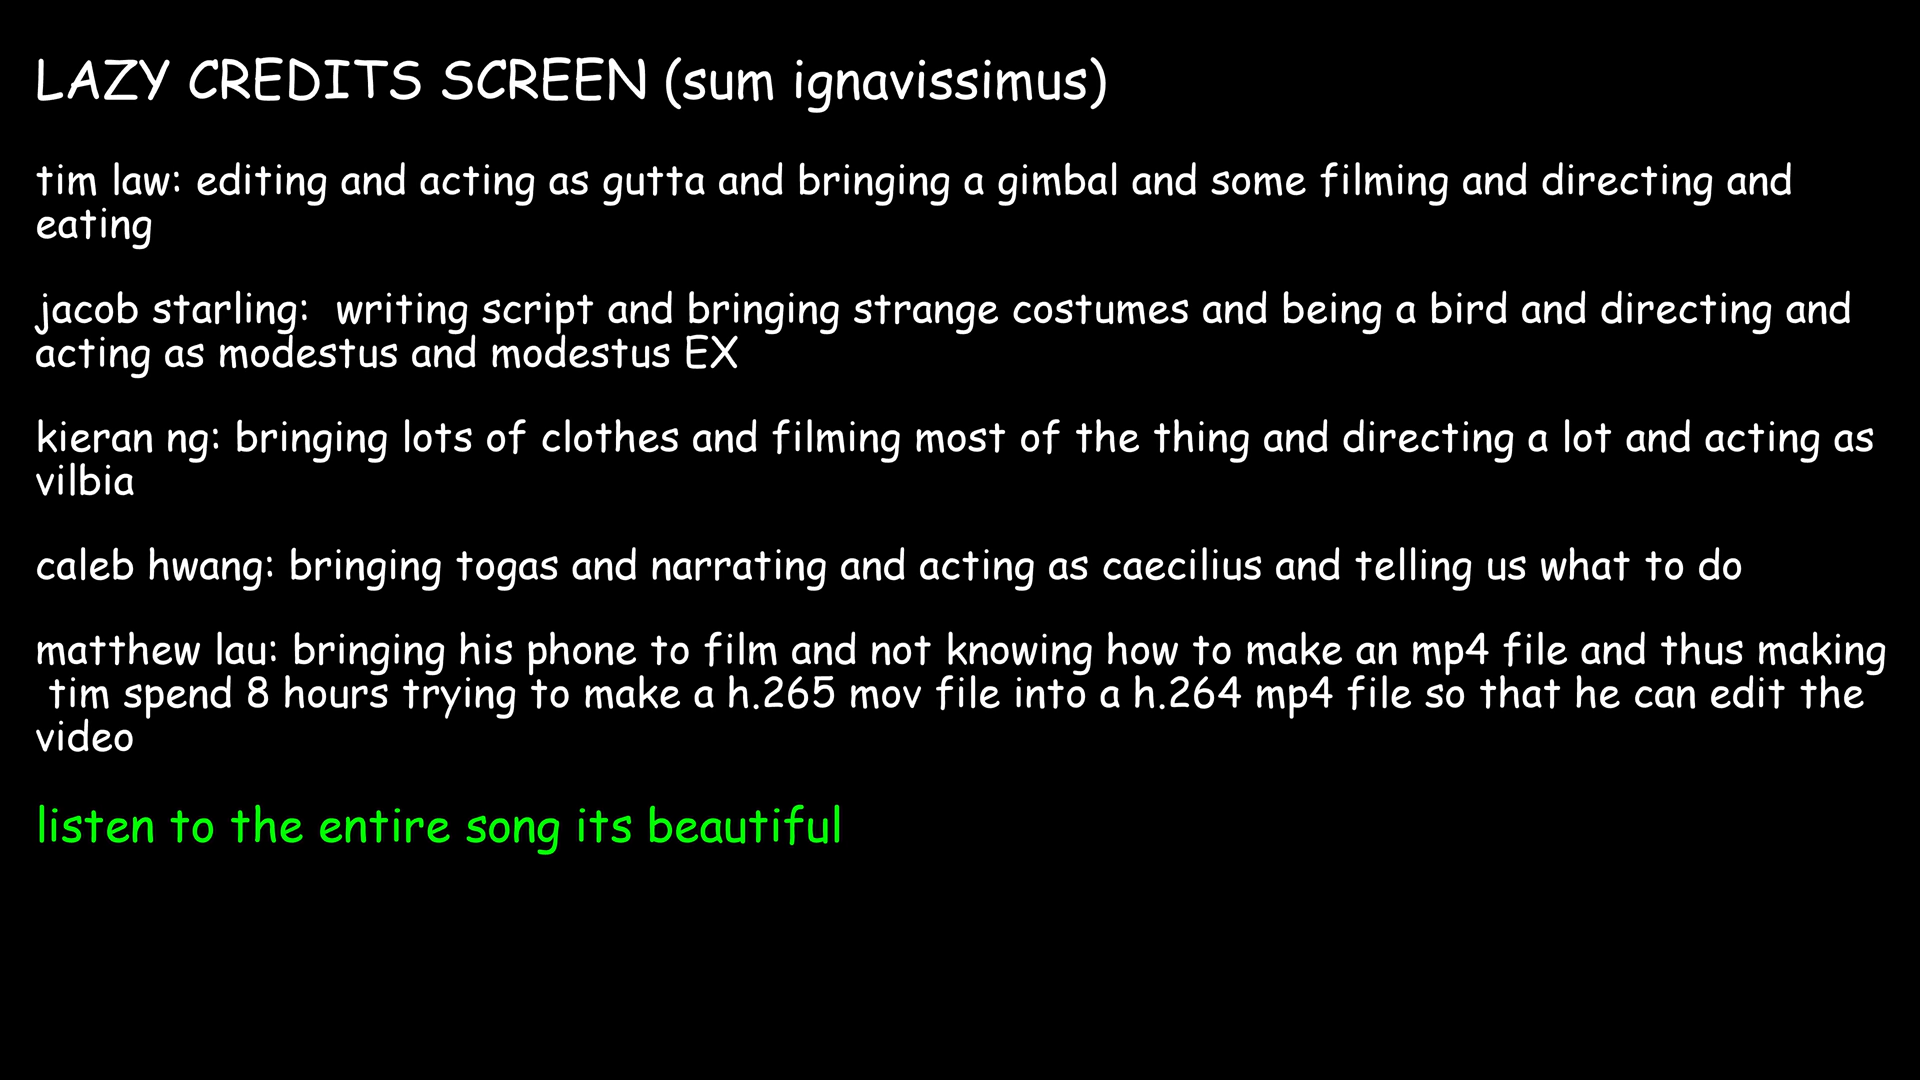 LAZY CREDITS SCREEN (sum ignavissimus)
tim law: editing and acting as gutta and bringing a gimbal and some filming and directing and
eating
jacob starling:  writing script and bringing strange costumes and being a bird and directing and
acting as modestus and modestus EX
kieran ng: bringing lots of clothes and filming most of the thing and directing a lot and acting as
vilbia
caleb hwang: bringing togas and narrating and acting as caecilius and telling us what to do
matthew lau: bringing his phone to film and not knowing how to make an mp4 file and thus making
tim spend 8 hours trying to make a h.265 mov file into a h.264 mp4 file so that he can edit the
video
listen to the entire song its beautiful